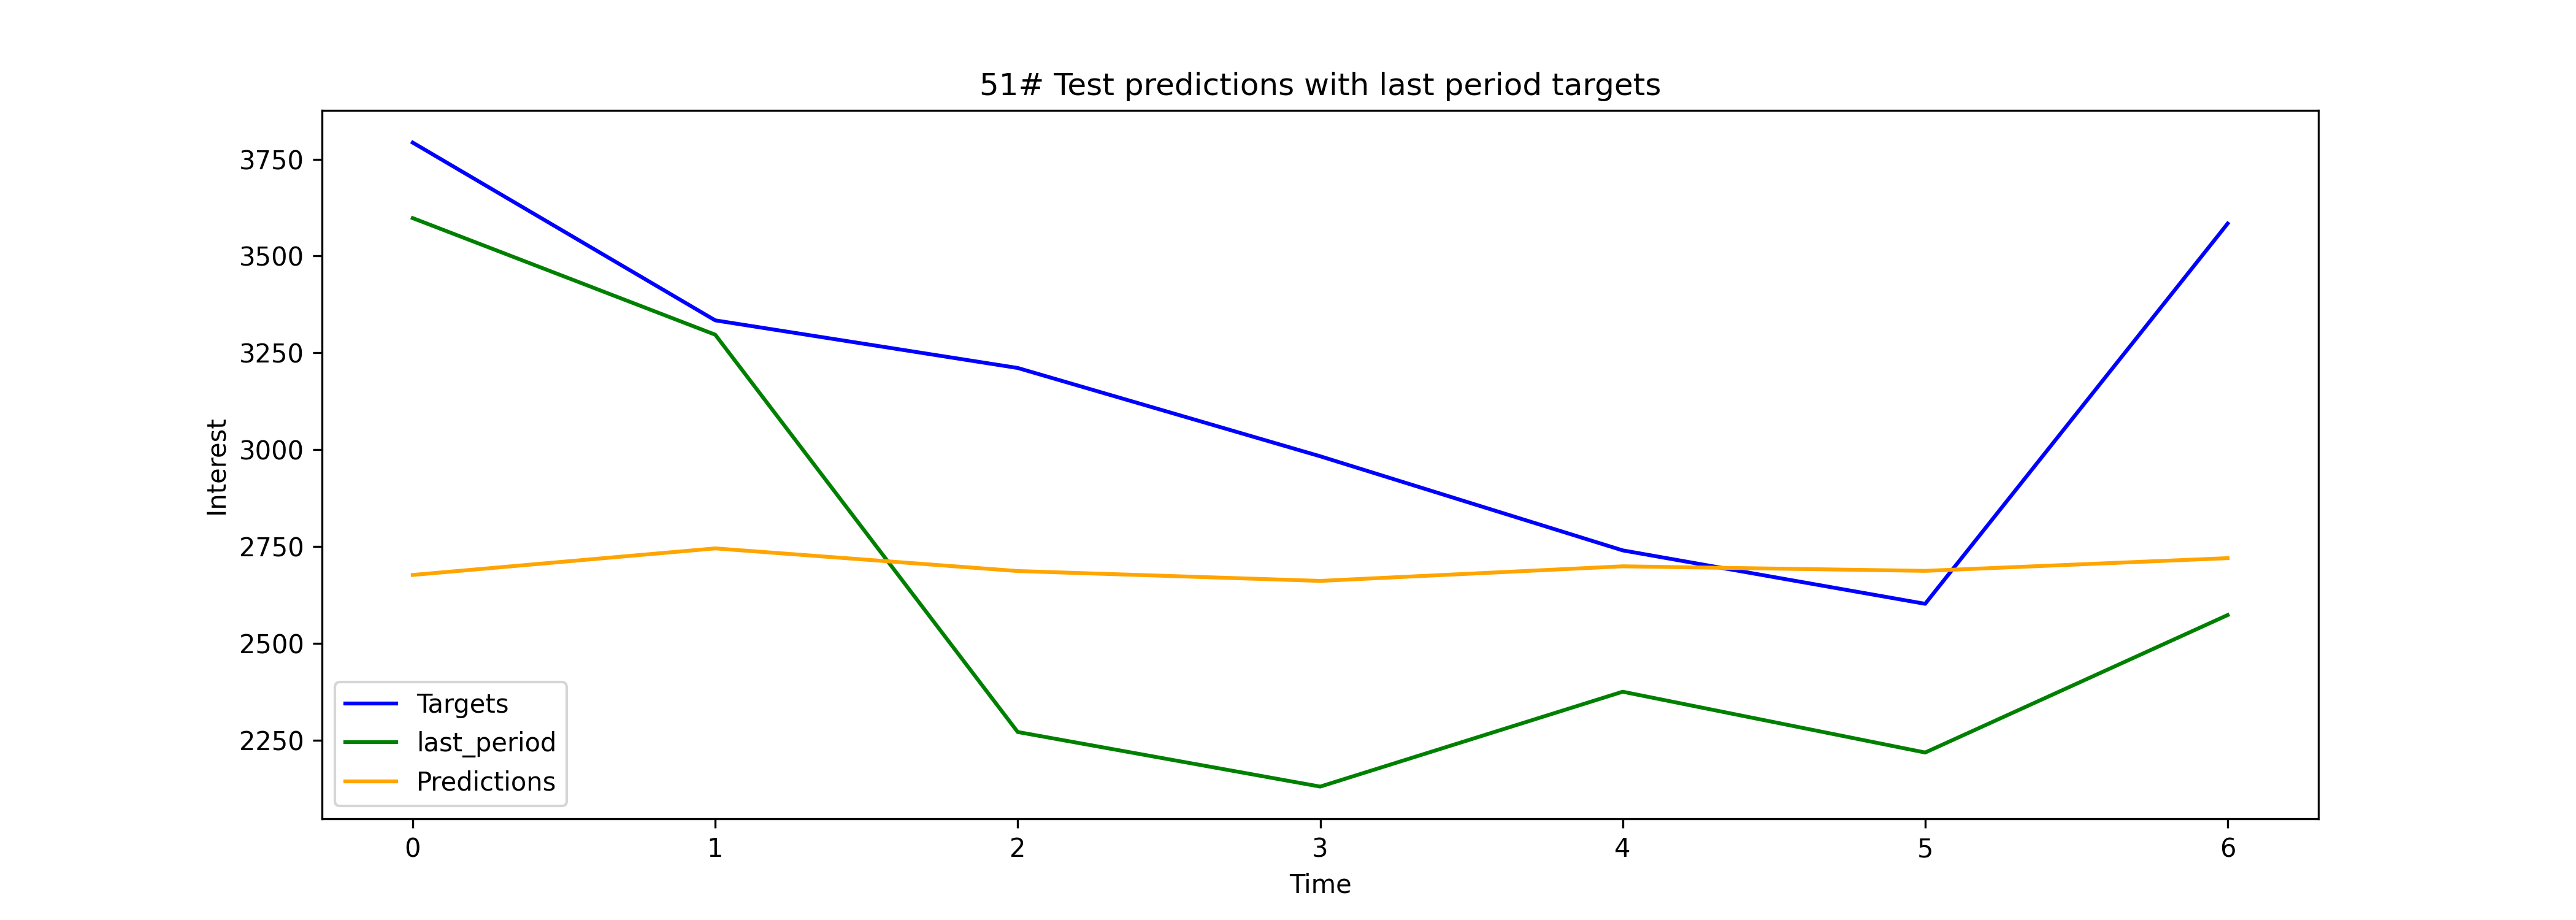 51# Test predictions with last period targets
3750
3500
3250
3000
2750
2500
2250
Interest
Targets
last_period
Predictions
0 1 2 3 4 5 6
Time